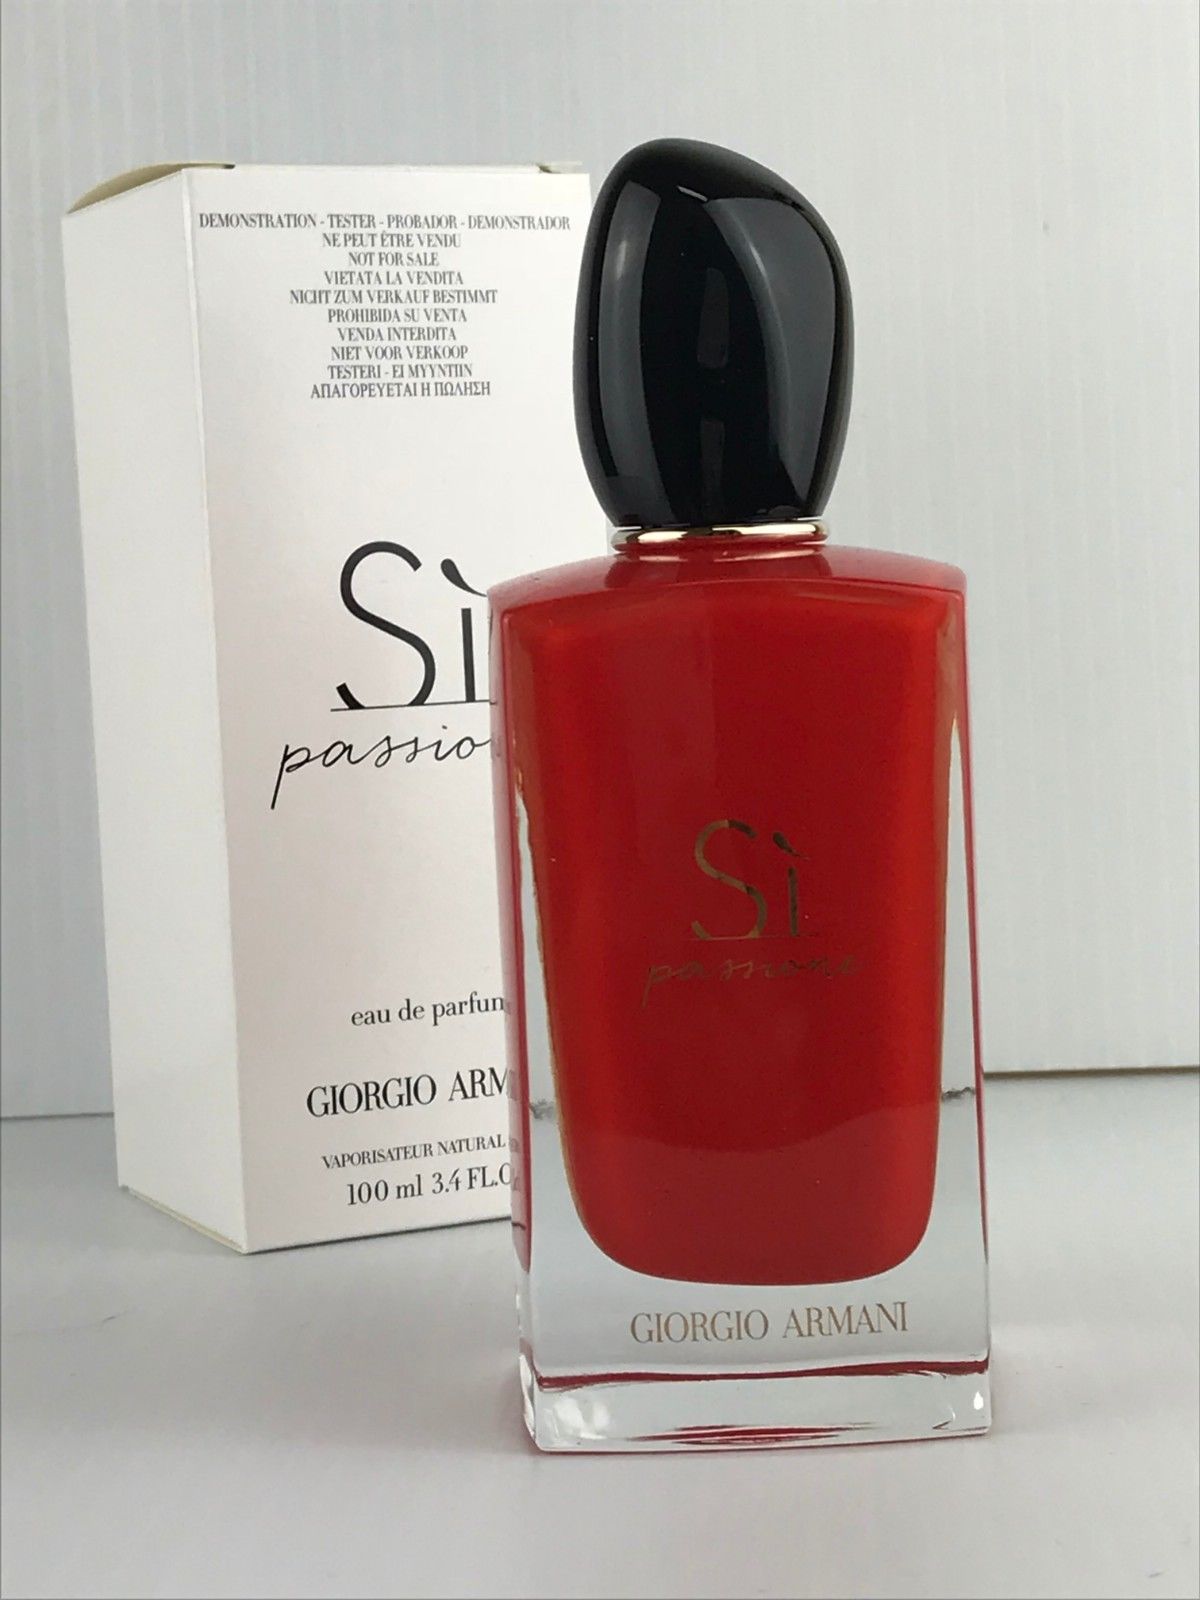 DEMONSTRATION - TESTER - PROBADOR - DEMONSTRADOR
NE PEUT ÊTRE VENDU
NOT FOR SALE
VIETATA LA VENDITA
NICHT ZUM VERKAUF BESTIMMT
PROHIBIDA SU VENTA
VENDA INTERDITA
NIET VOOR VERKOOP
TESTERI - EI MYYNTIIN
ΑΠΑΓΟΡΕΥΕΤΑΙ Η ΠΩΛΗΣΗ
Sì
passion
eau de parfum
GIORGIO ARM
VAPORISATEUR NATURAL
100 ml 3.4 FL.O
Sì
passione
GIORGIO ARMANI